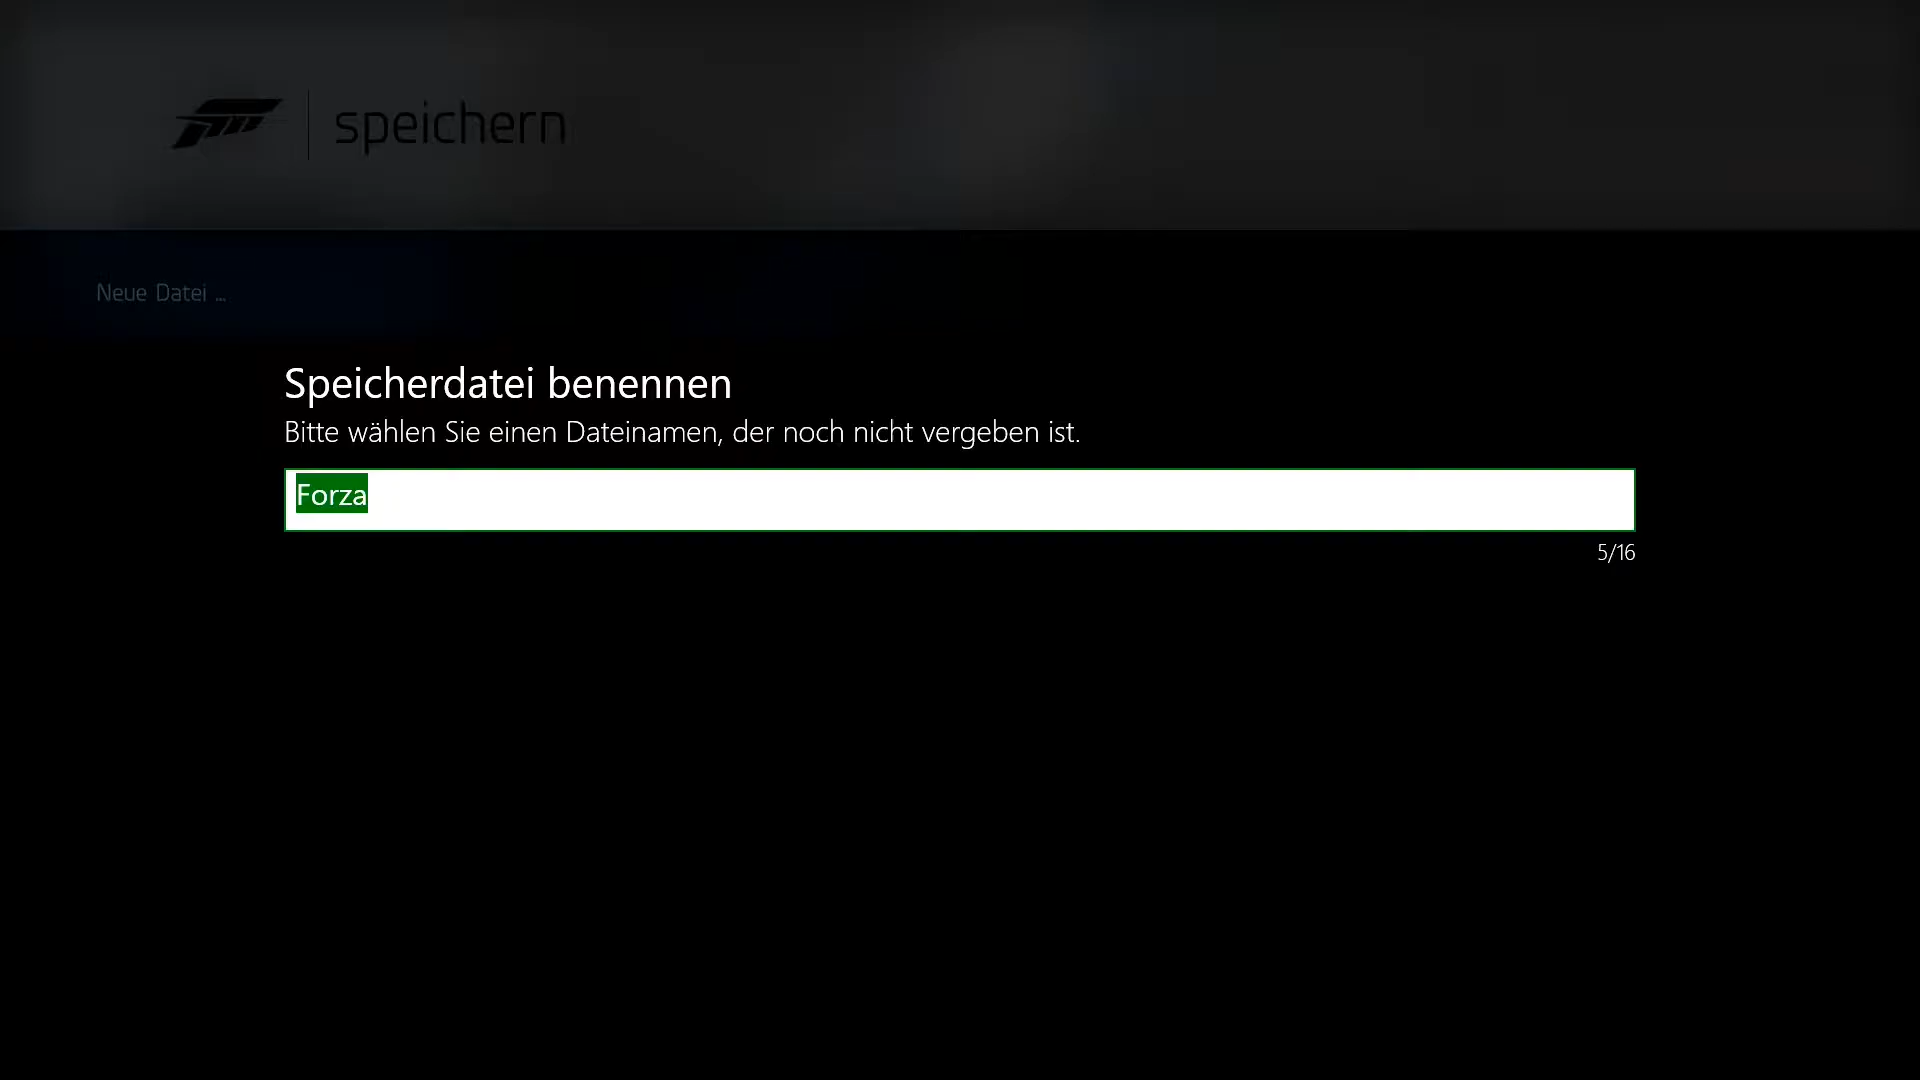 speichern
Neue Datei ...
Speicherdatei benennen
Bitte wählen Sie einen Dateinamen, der noch nicht vergeben ist.
Forza
5/16